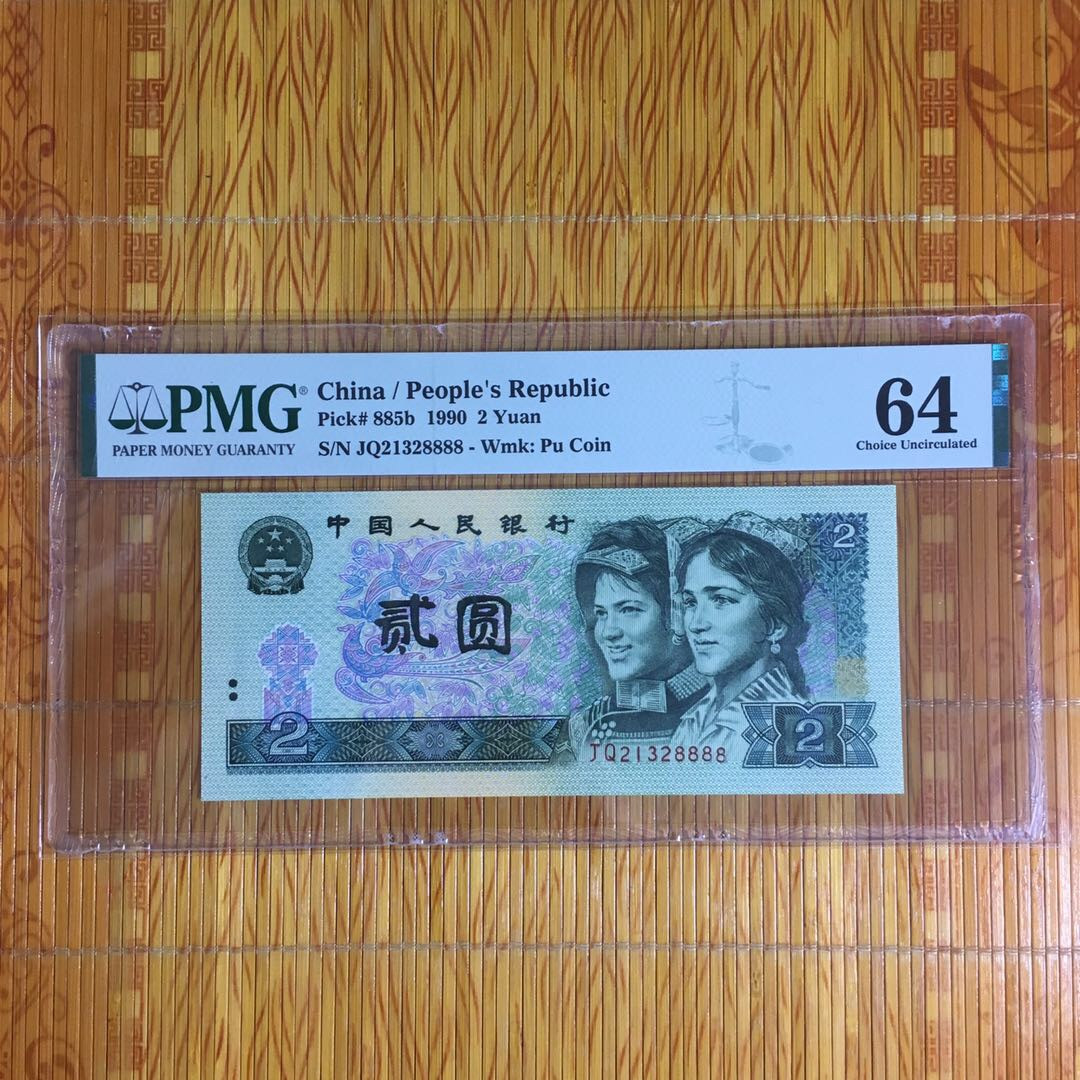 PMG®
PAPER MONEY GUARANTY
China / People's Republic
Pick# 885b 1990 2 Yuan
S/N JQ21328888 - Wmk: Pu Coin
64
Choice Uncirculated
中国人民银行
2
贰圆
2
JQ21328888
2